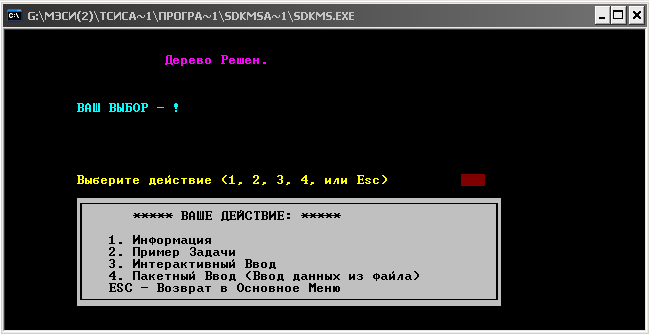 G:\МЭСИ(2)\ТСИСА~1\ПРОГРА~1\SDKMSA~1\SDKMS.EXE
Дерево Решен.
ВАШ ВЫБОР - !
Выберите действие (1, 2, 3, 4, или Esc)
***** ВАШЕ ДЕЙСТВИЕ: *****
1. Информация
2. Пример Задачи
3. Интерактивный Ввод
4. Пакетный Ввод (Ввод данных из файла)
ESC - Возврат в Основное Меню